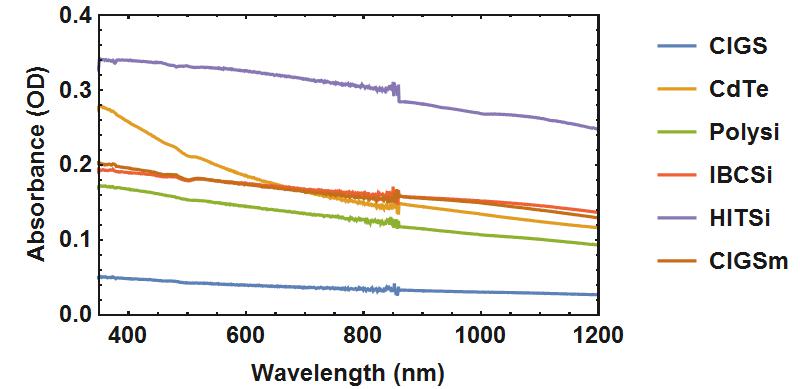 Absorbance (OD)
0.4
0.3
0.2
0.1
0.0
400 600 800 1000 1200
Wavelength (nm)
CIGS
CdTe
Polysi
IBCSi
HITSi
CIGSm